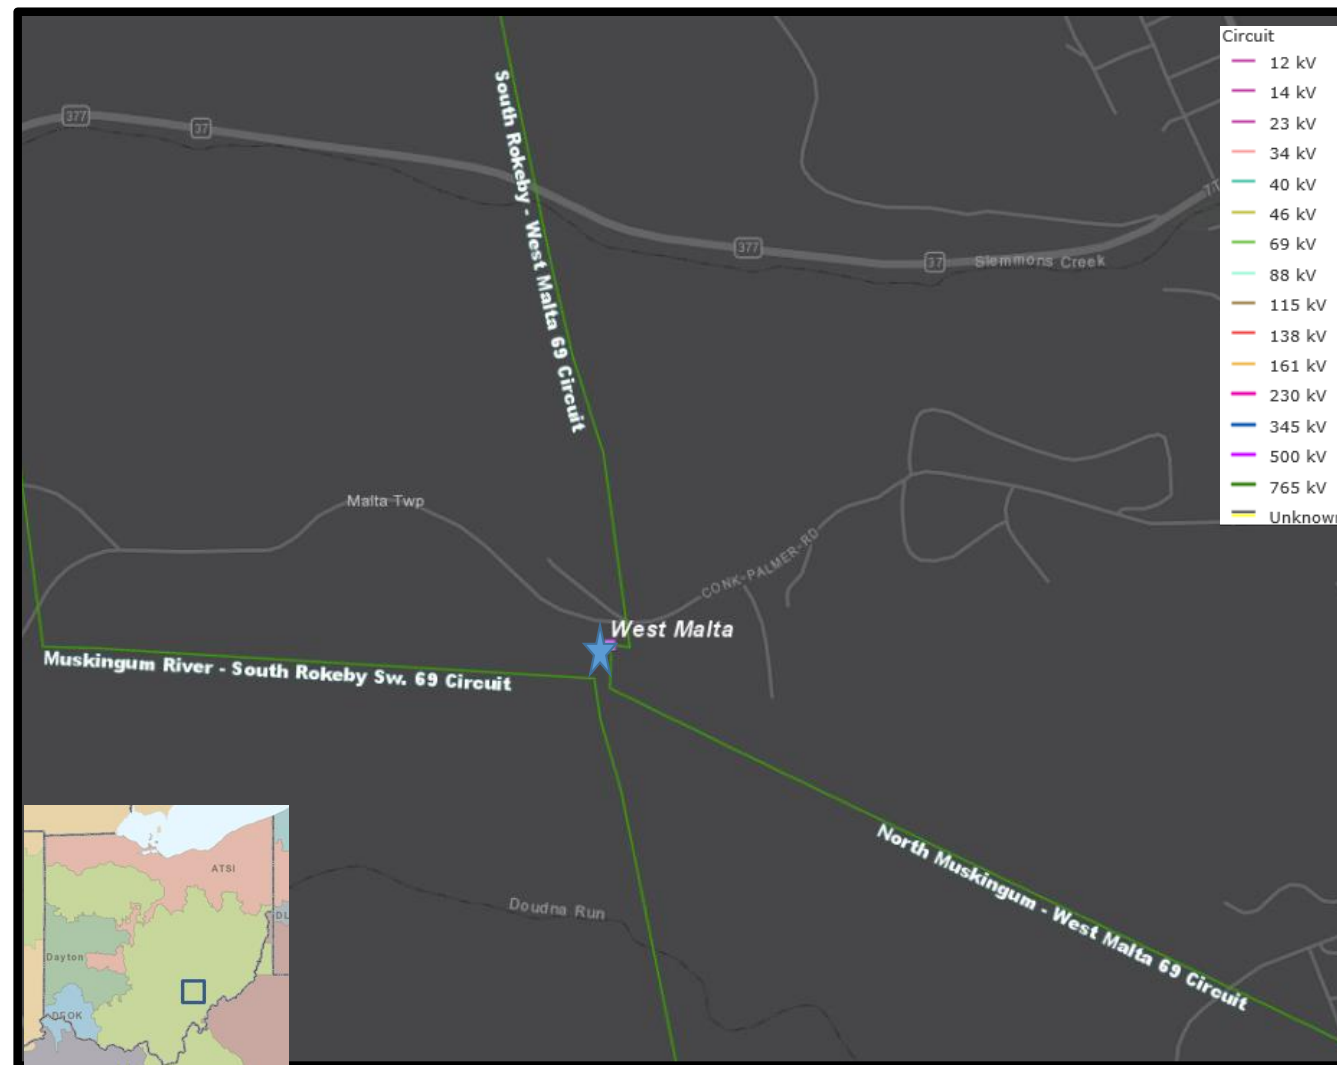 Circuit
12 kV
14 kV
23 kV
34 kV
40 kV
46 kV
69 kV
88 kV
115 kV
138 kV
161 kV
230 kV
345 kV
500 kV
765 kV
Unknown
377
37
South Rokeby - West Malta 69 Circuit
377
37
Slemmons Creek
Malta Twp
CONK-PALMER-RD
West Malta
Muskingum River - South Rokeby Sw. 69 Circuit
North Muskingum - West Malta 69 Circuit
Doudna Run
ATSI
DL
Dayton